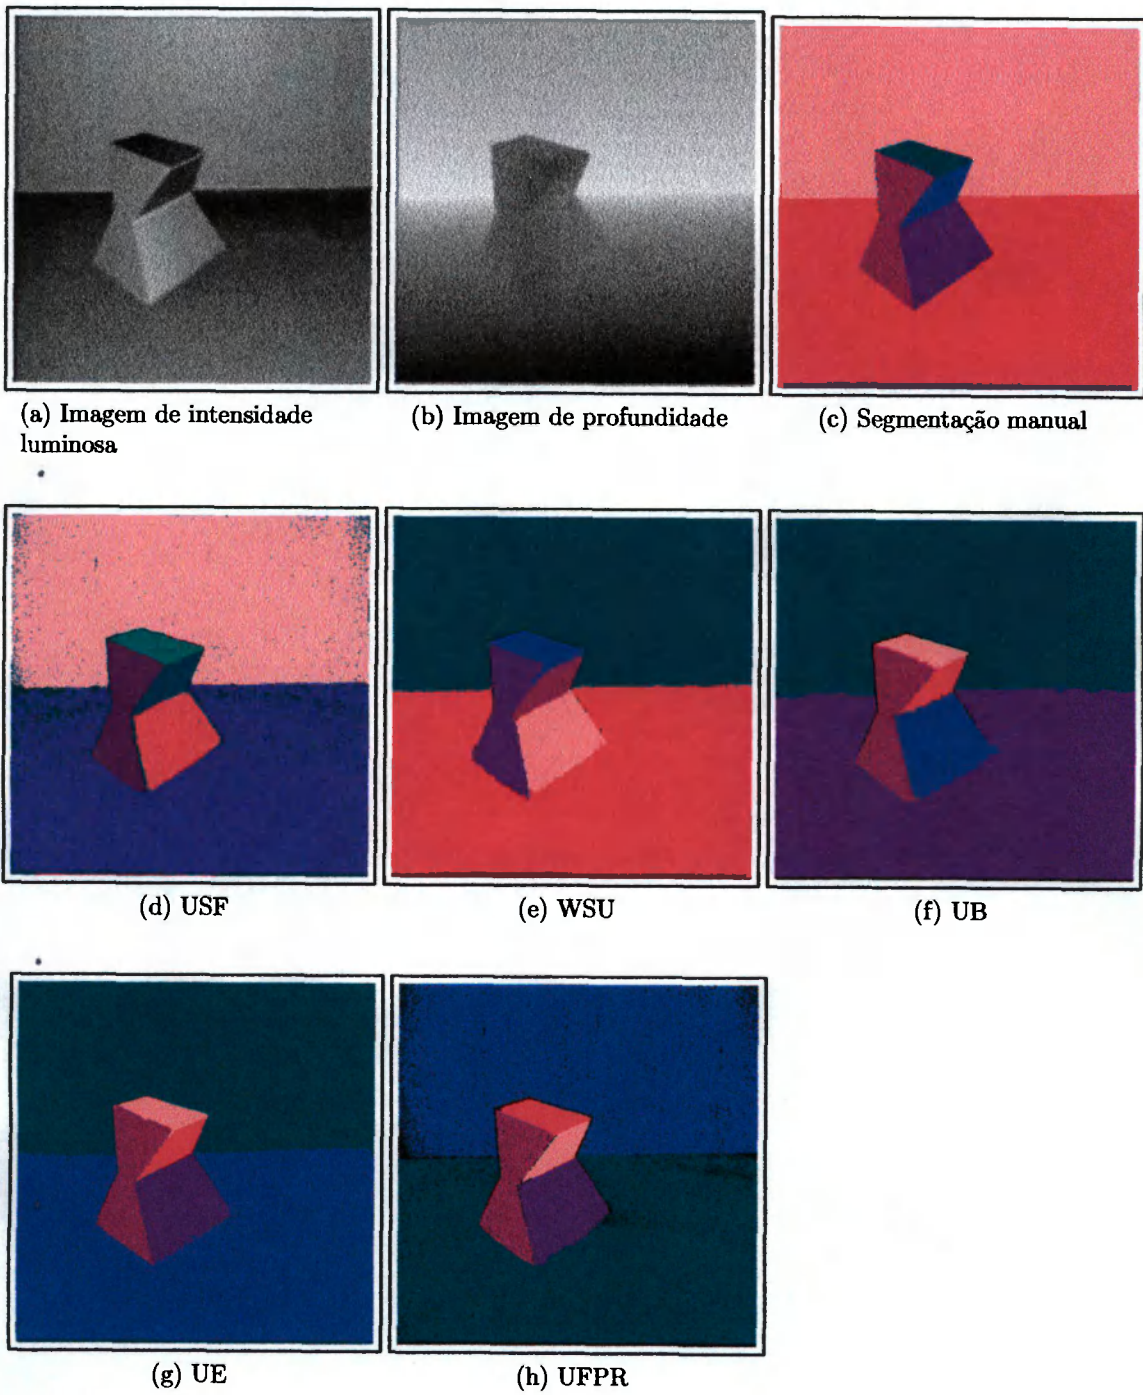 (a) Imagem de intensidade
luminosa
(b) Imagem de profundidade
(c) Segmentação manual
(d) USF
(e) WSU
(f) UB
(g) UE
(h) UFPR